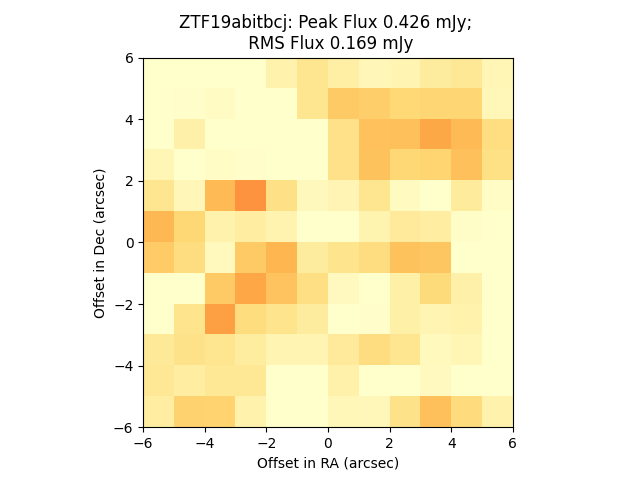 ZTF19abitbcj: Peak Flux 0.426 mJy;
RMS Flux 0.169 mJy
6
4
2
0
−2
−4
−6
Offset in Dec (arcsec)
−6 −4 −2 0 2 4 6
Offset in RA (arcsec)